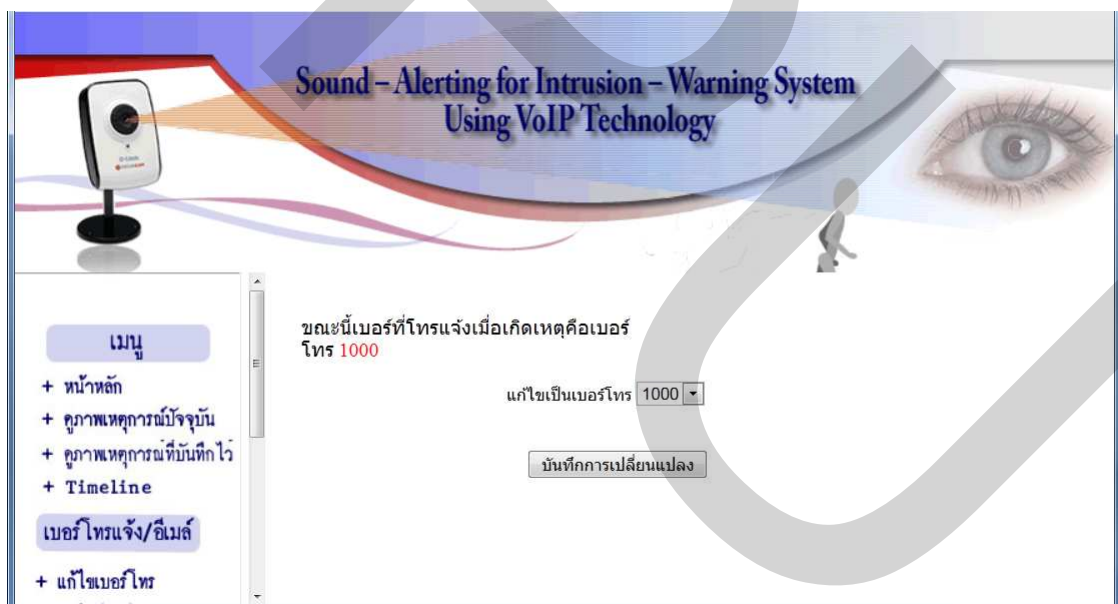 Sound – Alerting for Intrusion – Warning System
Using VoIP Technology
D-Link
เมนู
+ หน้าหลัก
+ ดูภาพเหตุการณ์ปัจจุบัน
+ ดูภาพเหตุการณ์ที่บันทึกไว้
+ Timeline
เบอร์โทรแจ้ง/อีเมล์
+ แก้ไขเบอร์โทร
ขณะนี้เบอร์ที่โทรแจ้งเมื่อเกิดเหตุคือเบอร์
โทร 1000
แก้ไขเป็นเบอร์โทร 1000
บันทึกการเปลี่ยนแปลง